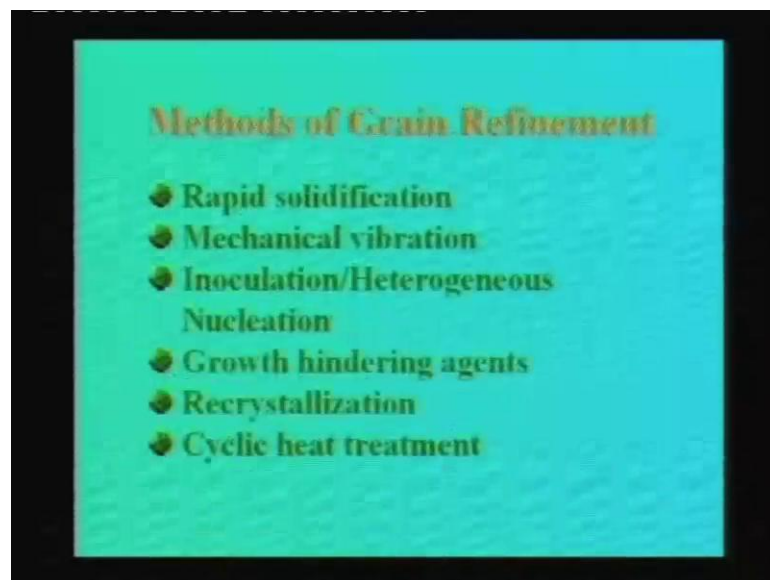 Methods of Grain Refinement
Rapid solidification
Mechanical vibration
Inoculation/Heterogeneous
Nucleation
Growth hindering agents
Recrystallization
Cyclic heat treatment